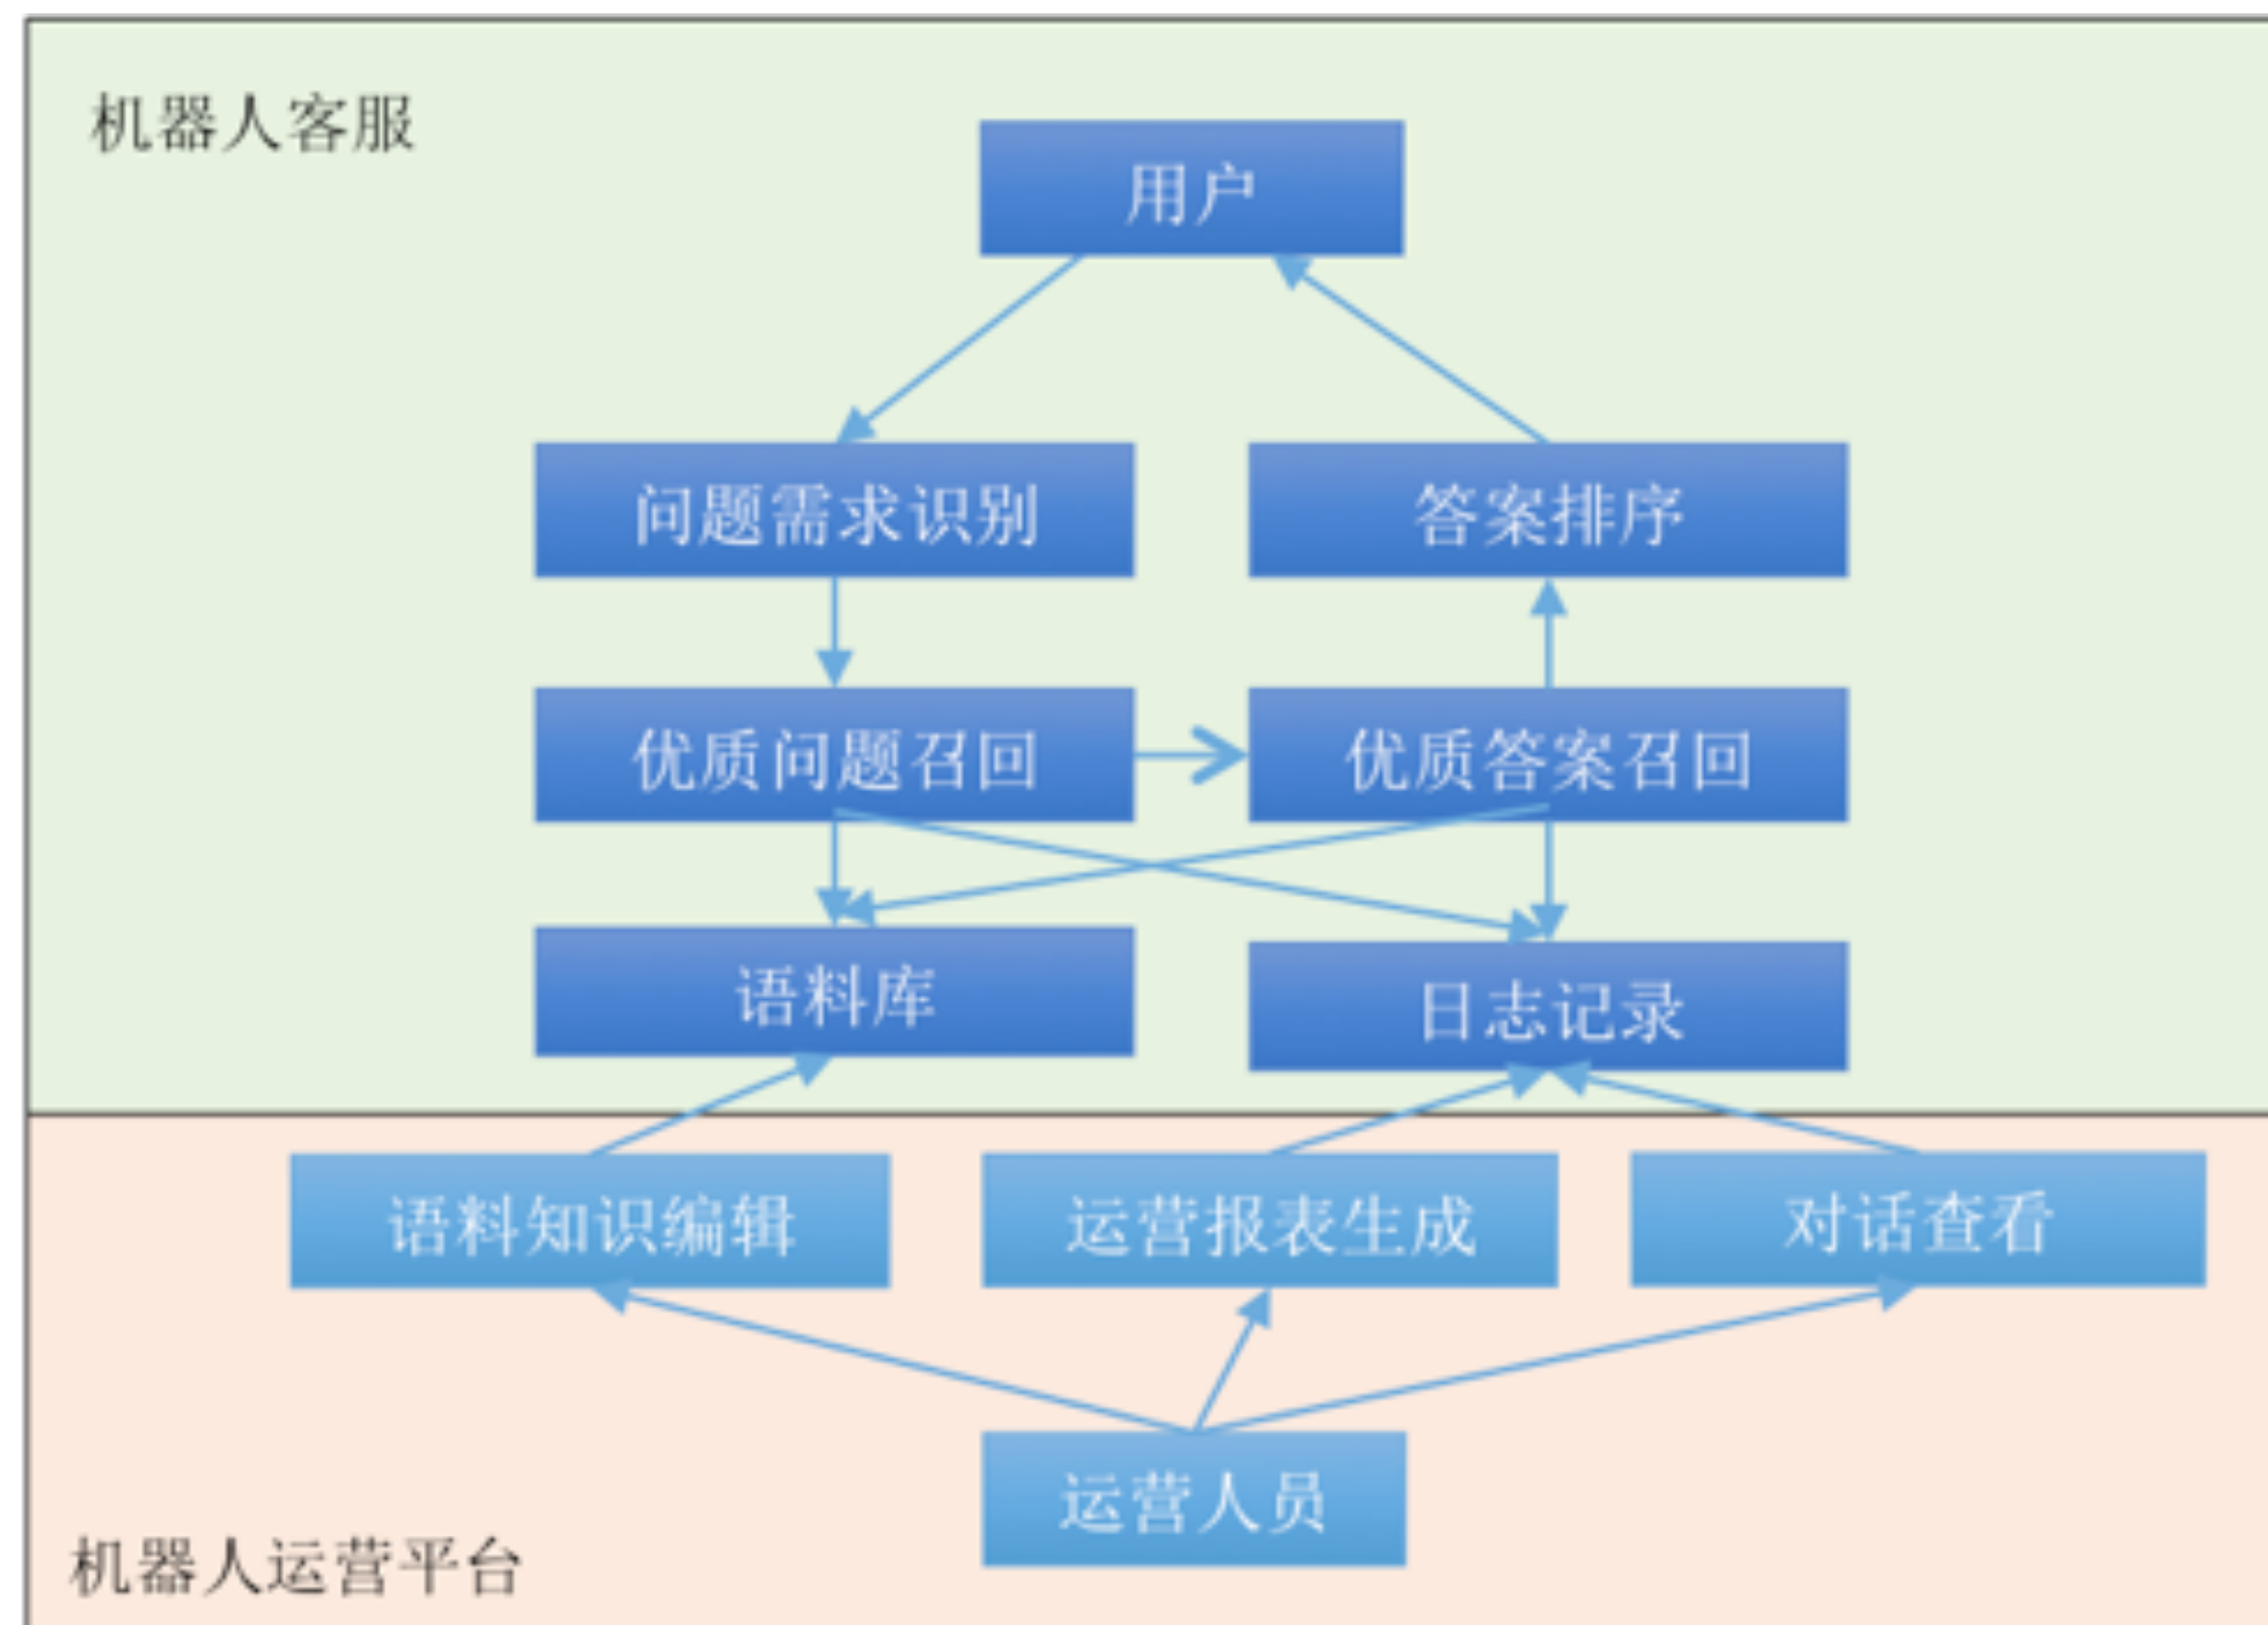 机器人客服
用户
问题需求识别
答案排序
优质问题召回
优质答案召回
语料库
日志记录
语料知识编辑
运营报表生成
对话查看
运营人员
机器人运营平台